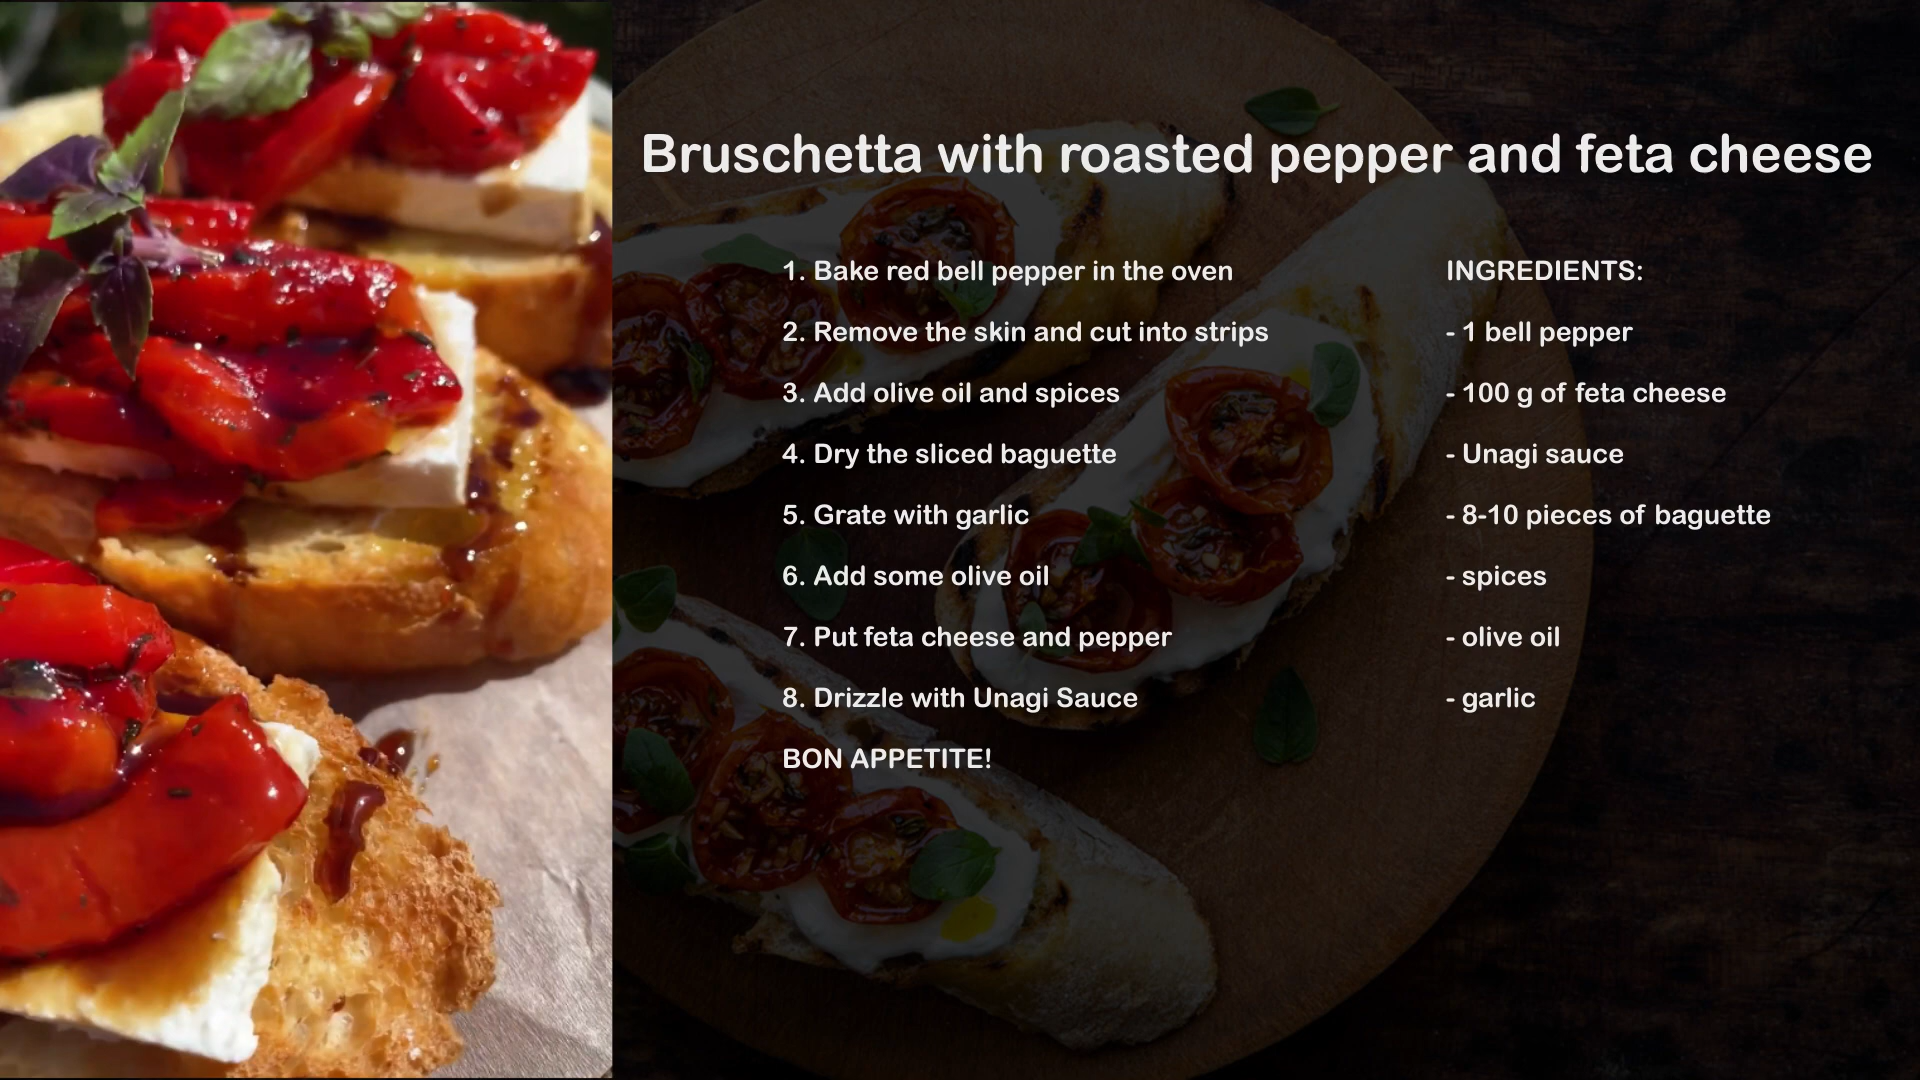 Bruschetta with roasted pepper and feta cheese
1. Bake red bell pepper in the oven
2. Remove the skin and cut into strips
3. Add olive oil and spices
4. Dry the sliced baguette
5. Grate with garlic
6. Add some olive oil
7. Put feta cheese and pepper
8. Drizzle with Unagi Sauce
BON APPETITE!
INGREDIENTS:
- 1 bell pepper
- 100 g of feta cheese
- Unagi sauce
- 8-10 pieces of baguette
- spices
- olive oil
- garlic